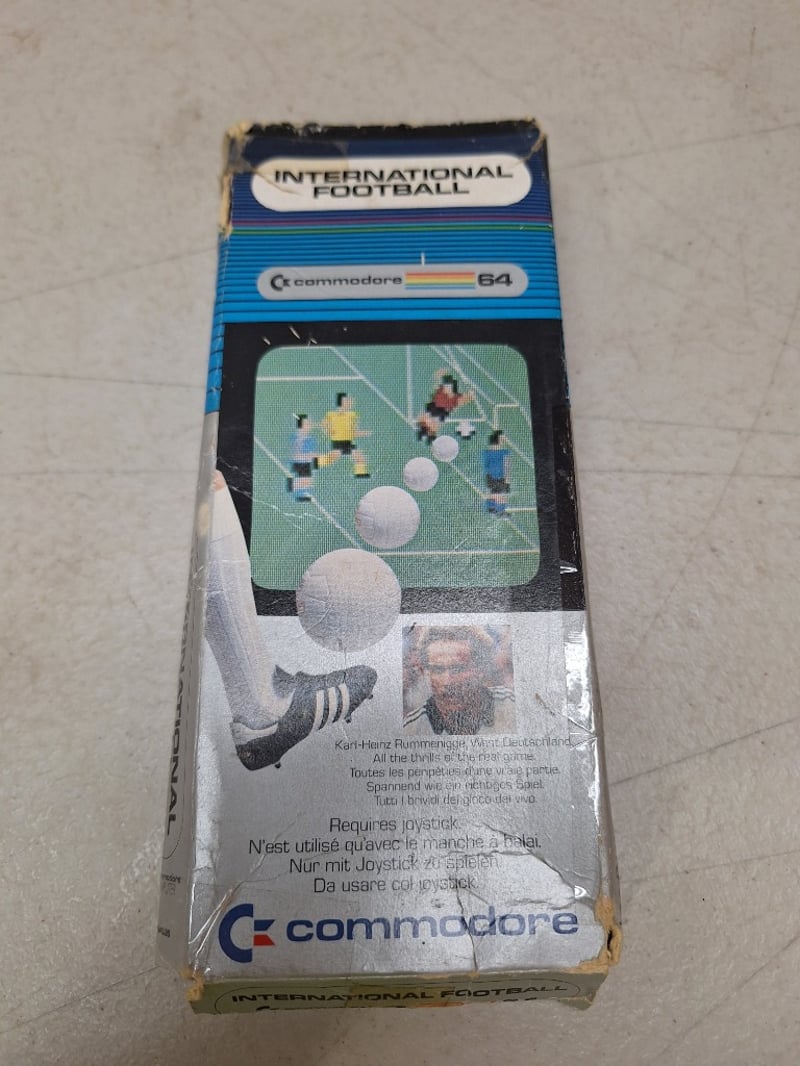 INTERNATIONAL
FOOTBALL
commodore 64
Karl-Heinz Rummenigge, West Deutschland.
All the thrills of the real game.
Toutes les péripéties d'une vraie partie.
Spannend wie ein richtiges Spiel.
Tutti i brividi del gioco dal vivo.
Requires joystick.
N'est utilisé qu'avec le manche à balai.
Nur mit Joystick zu spielen.
Da usare col joystick.
commodore
INTERNATIONAL FOOTBALL